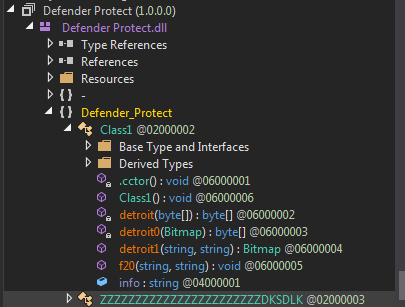 Defender Protect (1.0.0.0)
Defender Protect.dll
Type References
References
Resources
{ } -
{ } Defender_Protect
Class1 @02000002
Base Type and Interfaces
Derived Types
.cctor() : void @06000001
Class1() : void @06000006
detroit(byte[]) : byte[] @06000002
detroit0(Bitmap) : byte[] @06000003
detroit1(string, string) : Bitmap @06000004
f20(string, string) : void @06000005
info : string @04000001
ZZZZZZZZZZZZZZZZZZZZZZZDKSDLK @02000003